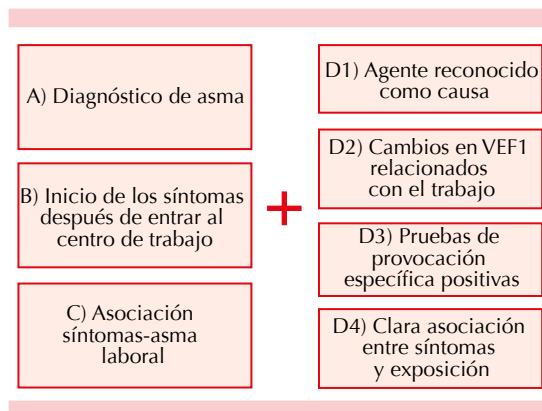 A) Diagnóstico de asma
B) Inicio de los síntomas
después de entrar al
centro de trabajo
C) Asociación
síntomas-asma
laboral
+
D1) Agente reconocido
como causa
D2) Cambios en VEF1
relacionados
con el trabajo
D3) Pruebas de
provocación
específica positivas
D4) Clara asociación
entre síntomas
y exposición